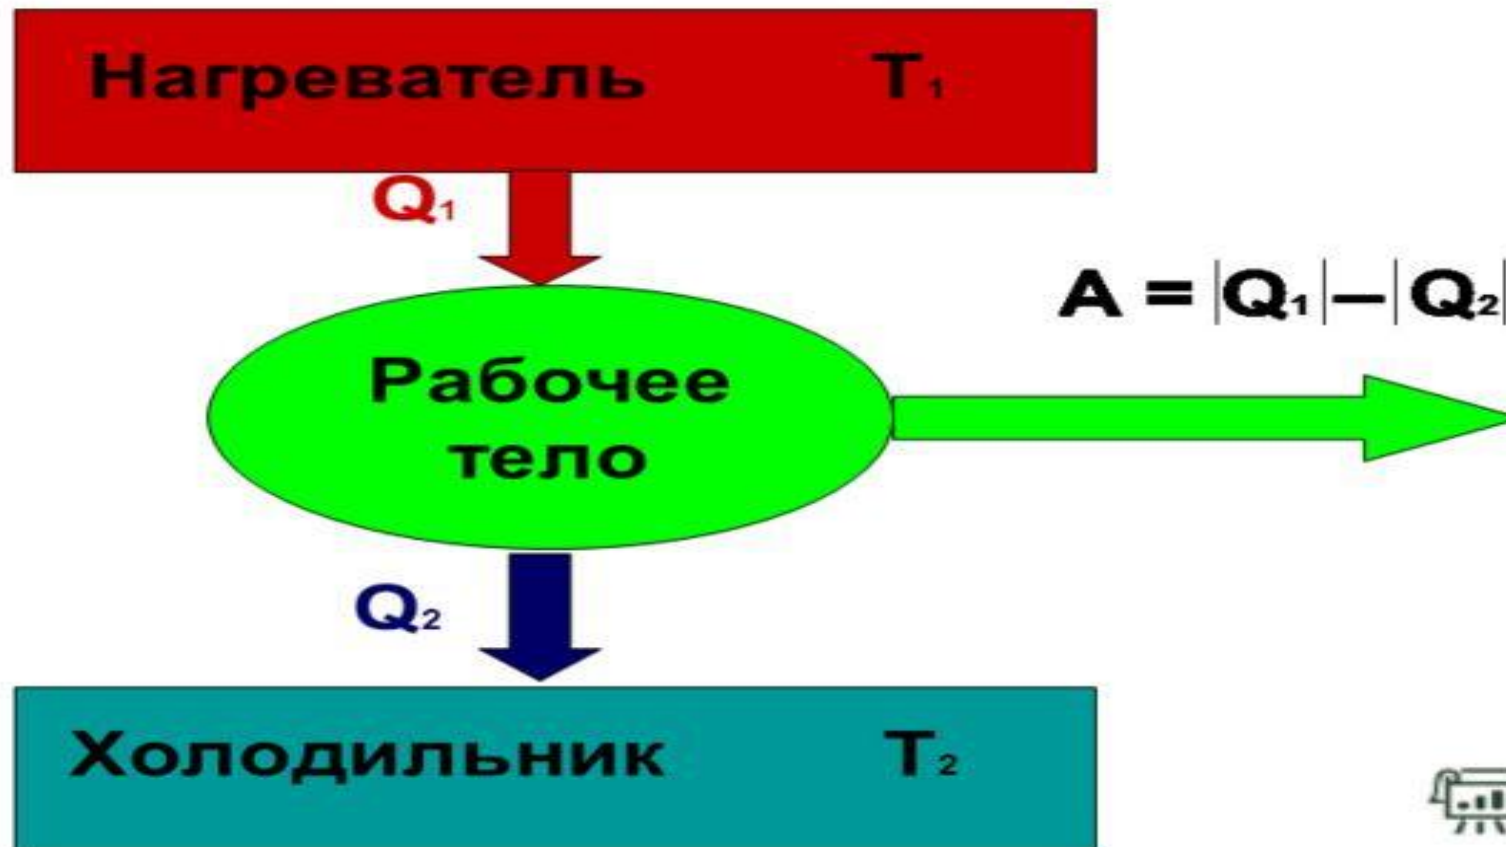 Нагреватель T₁
Q₁
A = |Q₁|–|Q₂|
Рабочее
тело
Q₂
Холодильник T₂